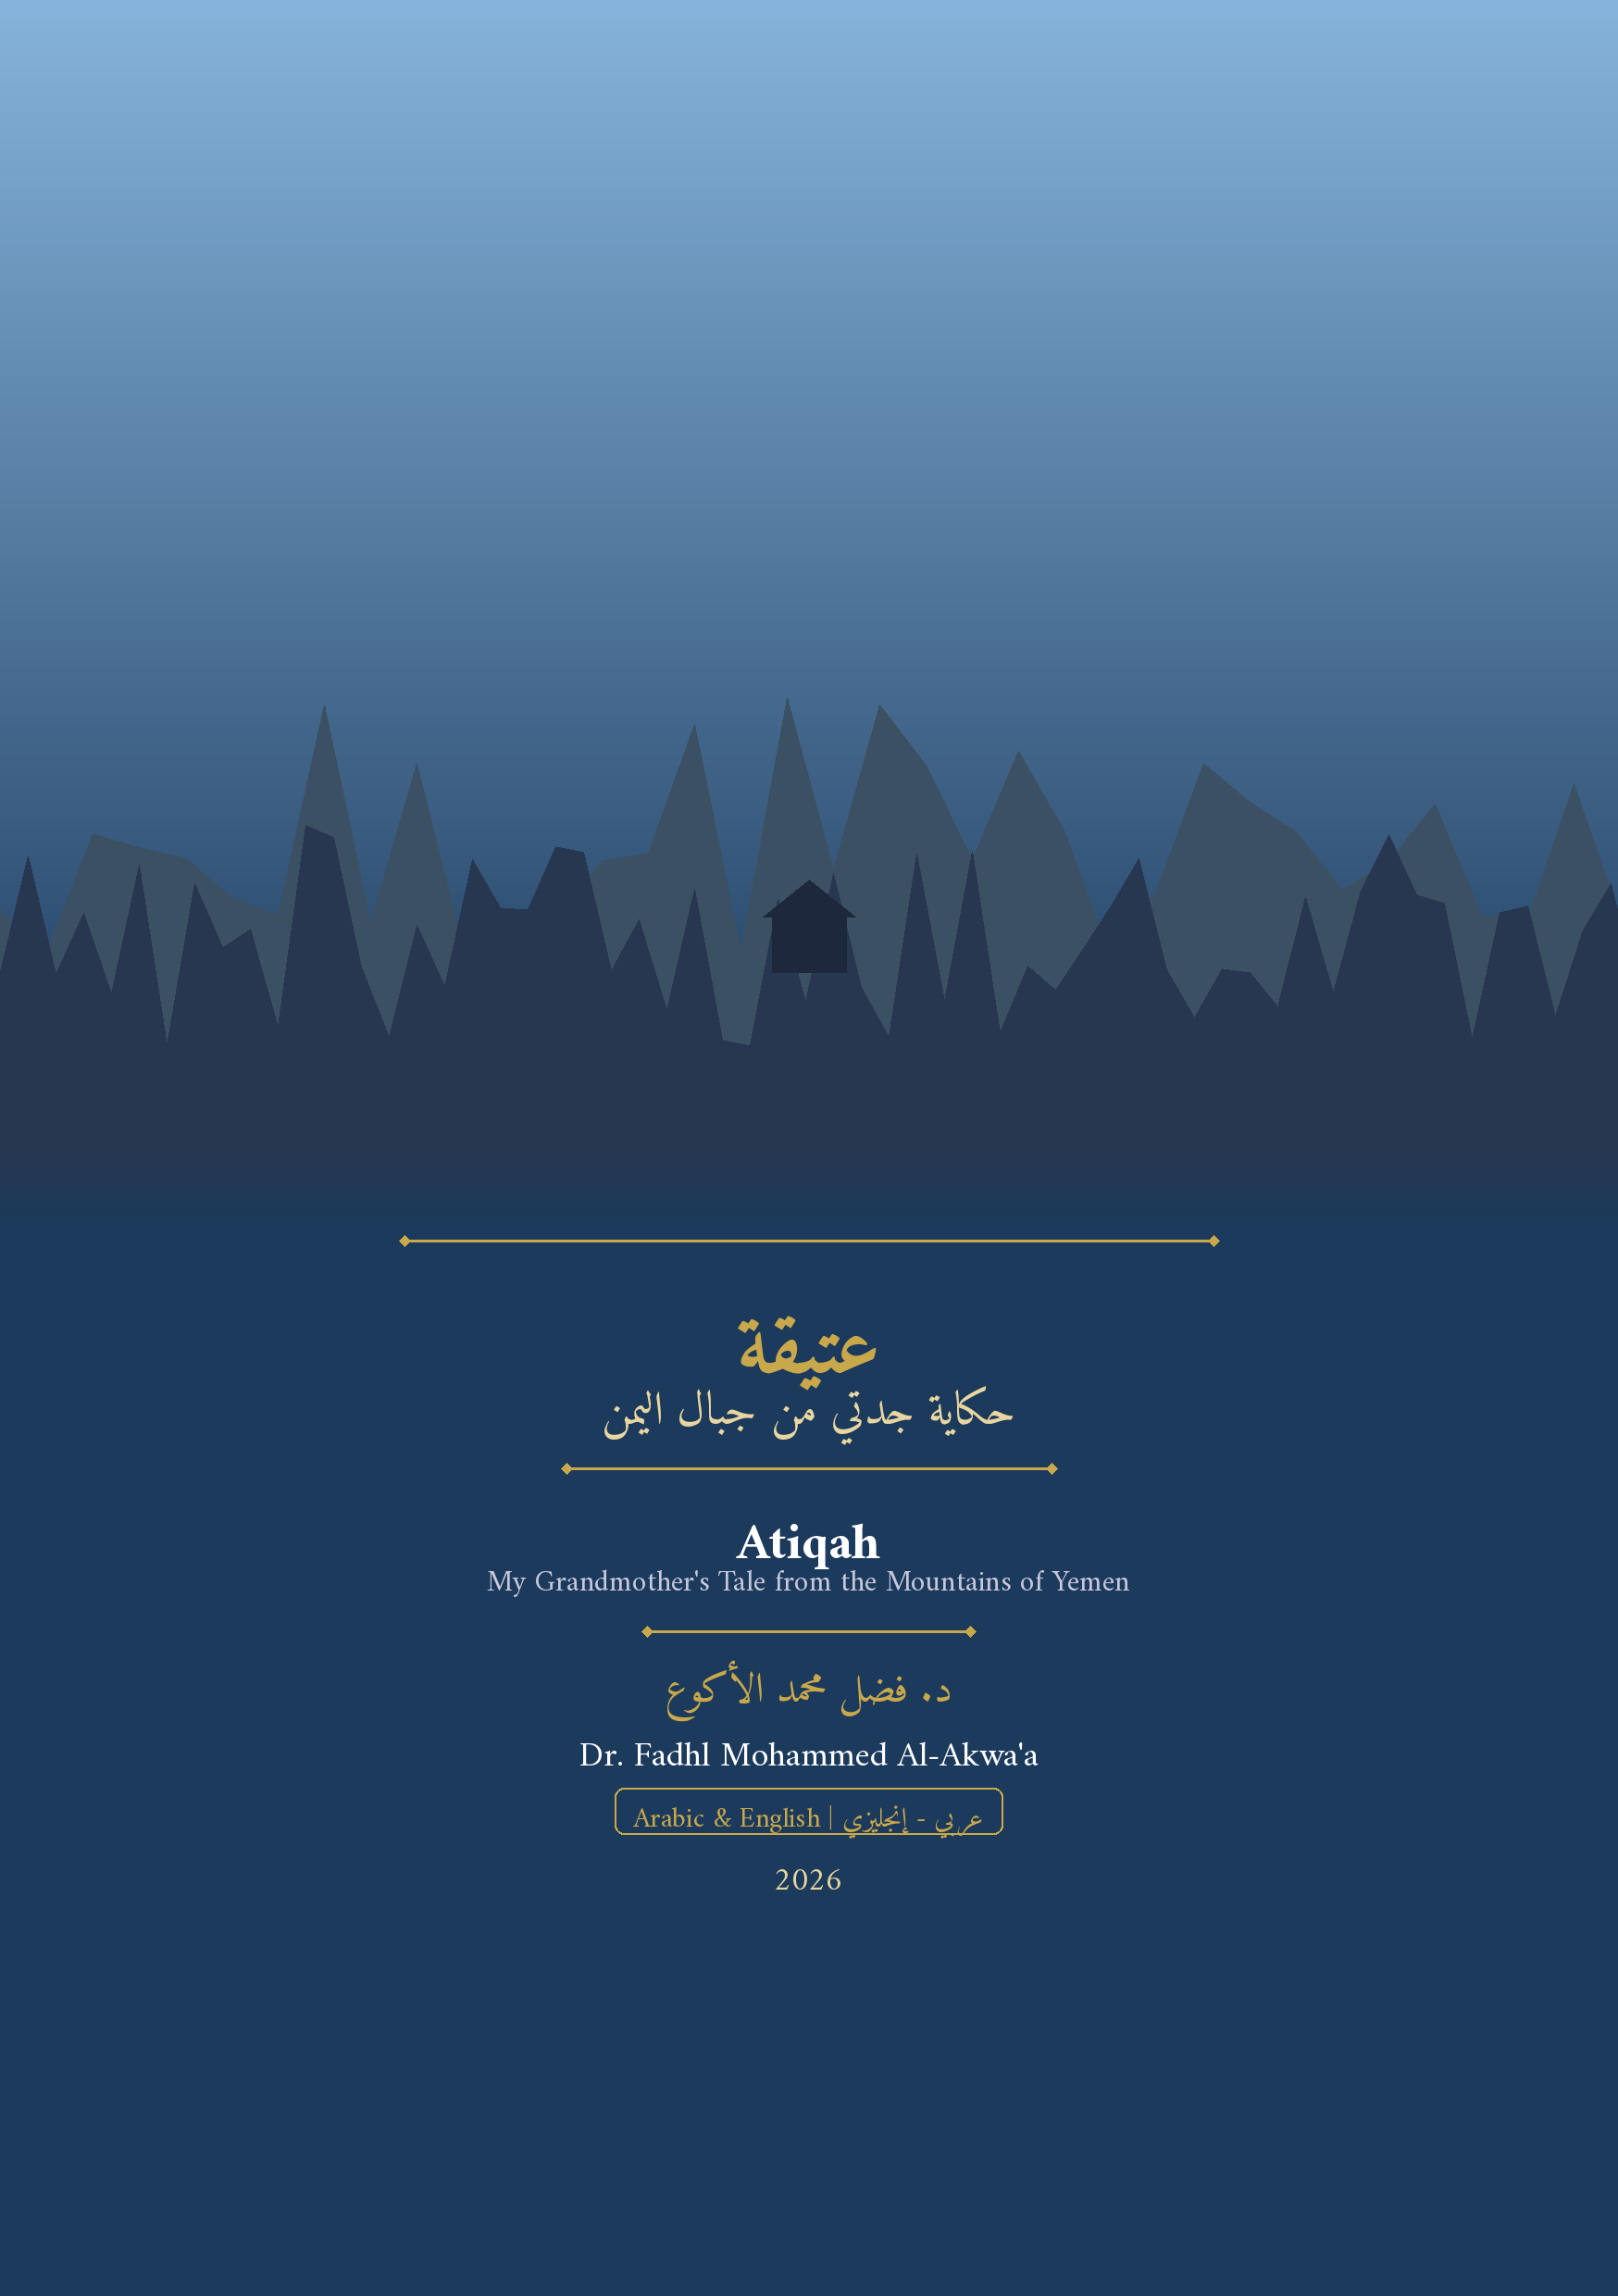 عتيقة
حكاية جدتي من جبال اليمن
Atiqah
My Grandmother's Tale from the Mountains of Yemen
د. فضل محمد الأكوع
Dr. Fadhl Mohammed Al-Akwa'a
Arabic & English | عربي - إنجليزي
2026